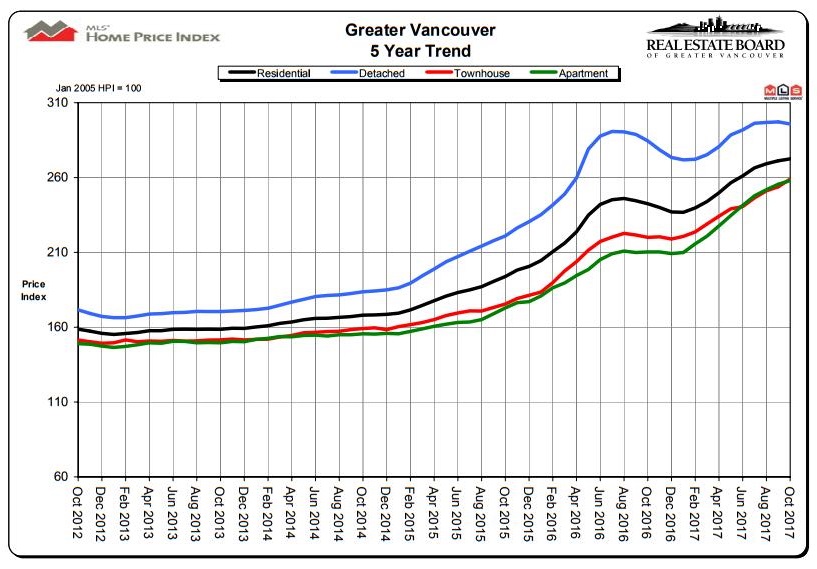 MLS®
HOME PRICE INDEX
Greater Vancouver
5 Year Trend
REAL ESTATE BOARD
OF GREATER VANCOUVER
Residential Detached Townhouse Apartment
Jan 2005 HPI = 100
MLS
MULTIPLE LISTING SERVICE
310
260
210
Price
Index
160
110
60
Oct 2012
Dec 2012
Feb 2013
Apr 2013
Jun 2013
Aug 2013
Oct 2013
Dec 2013
Feb 2014
Apr 2014
Jun 2014
Aug 2014
Oct 2014
Dec 2014
Feb 2015
Apr 2015
Jun 2015
Aug 2015
Oct 2015
Dec 2015
Feb 2016
Apr 2016
Jun 2016
Aug 2016
Oct 2016
Dec 2016
Feb 2017
Apr 2017
Jun 2017
Aug 2017
Oct 2017